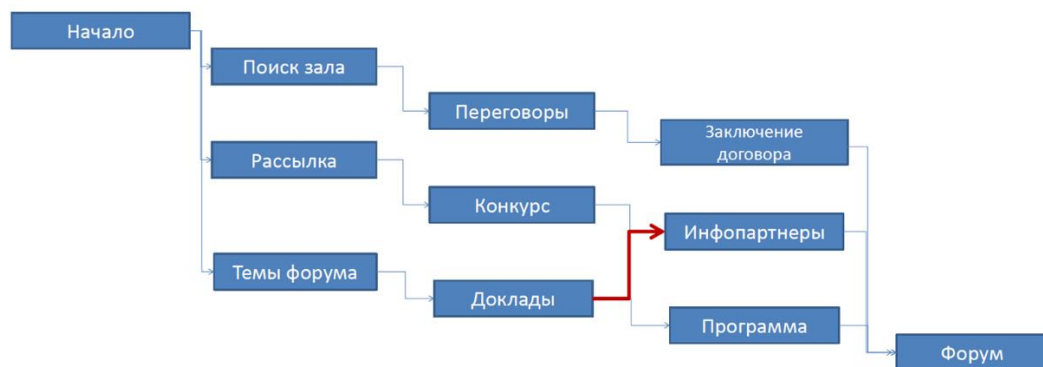 Начало
Поиск зала
Переговоры
Заключение
договора
Рассылка
Конкурс
Инфопартнеры
Темы форума
Доклады
Программа
Форум